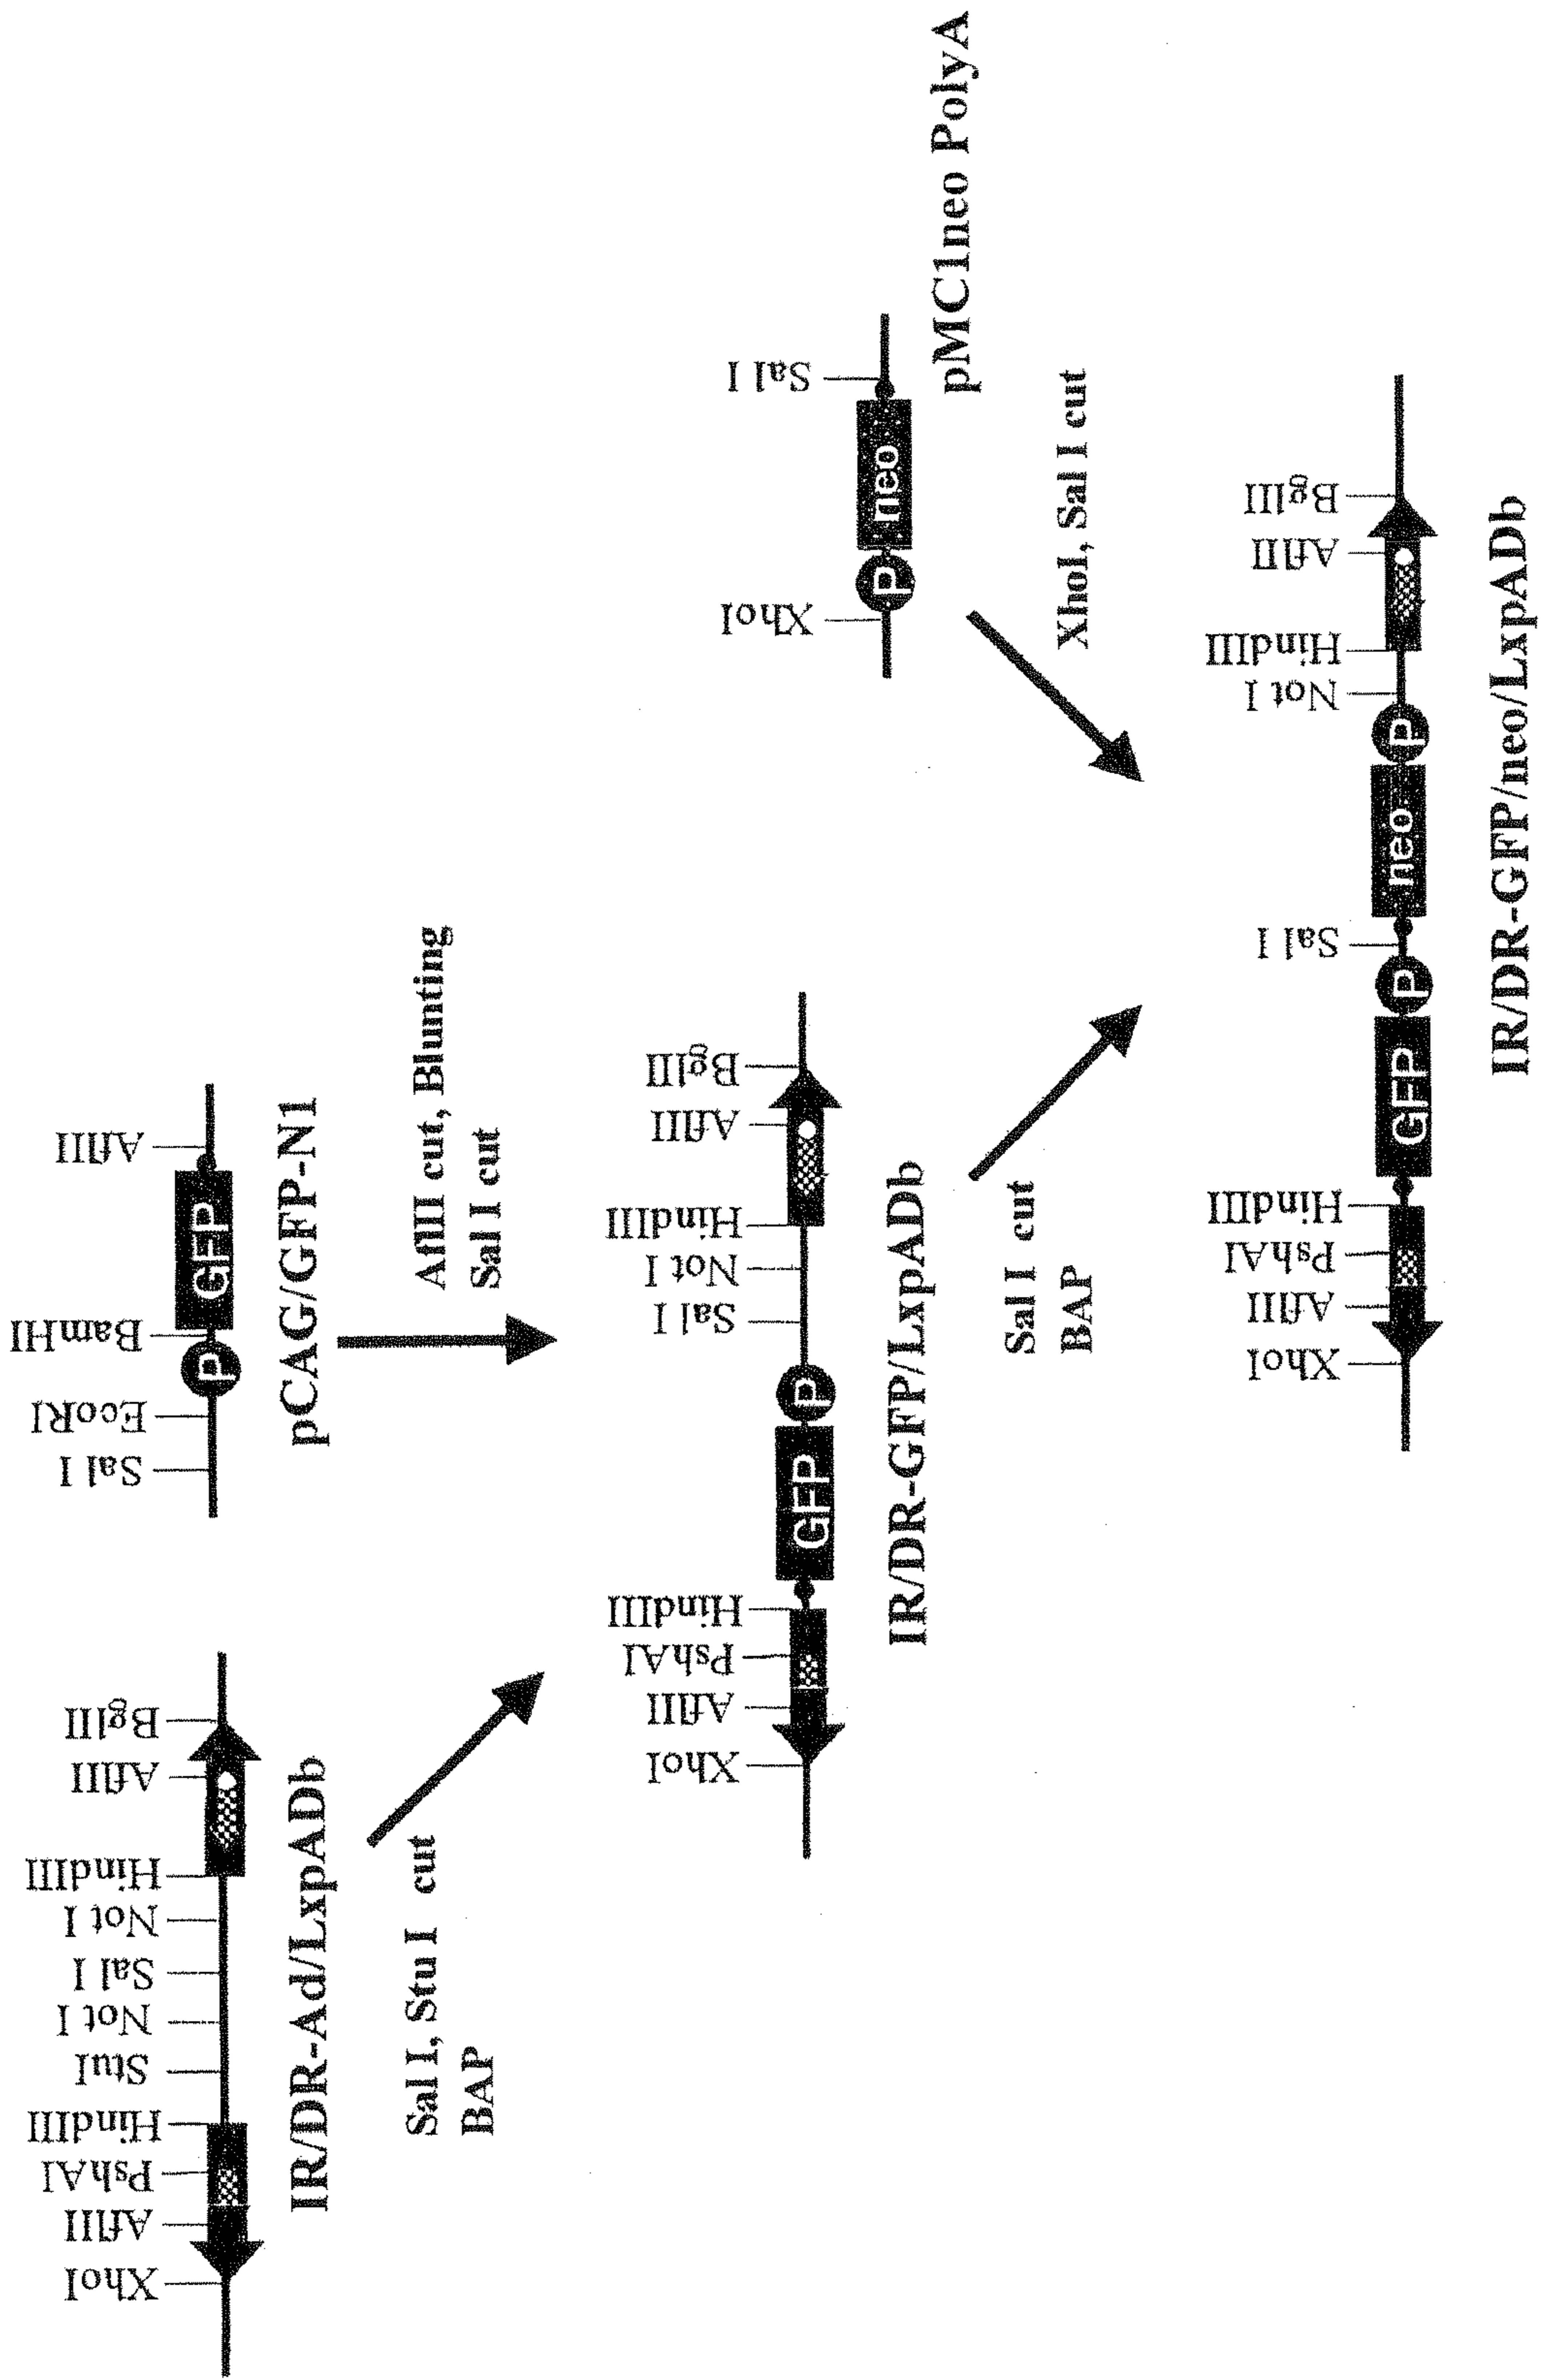 XhoI
AflII
PshAI
HindIII
StuI
Not I
Sal I
Not I
HindIII
AflII
BglII
IR/DR-Ad/LxpADb
Sal I
EcoRI
P
BamHI
GFP
AflII
pCAG/GFP-N1
Sal I, Stu I cut
BAP
AflII cut, Blunting
Sal I cut
XhoI
AflII
PshAI
HindIII
GFP
P
Sal I
Not I
HindIII
AflII
BglII
IR/DR-GFP/LxpADb
XhoI
P
neo
Sal I
pMC1neo PolyA
Sal I cut
BAP
XhoI, Sal I cut
XhoI
AflII
PshAI
HindIII
GFP
P
Sal I
neo
P
Not I
HindIII
AflII
BglII
IR/DR-GFP/neo/LxpADb